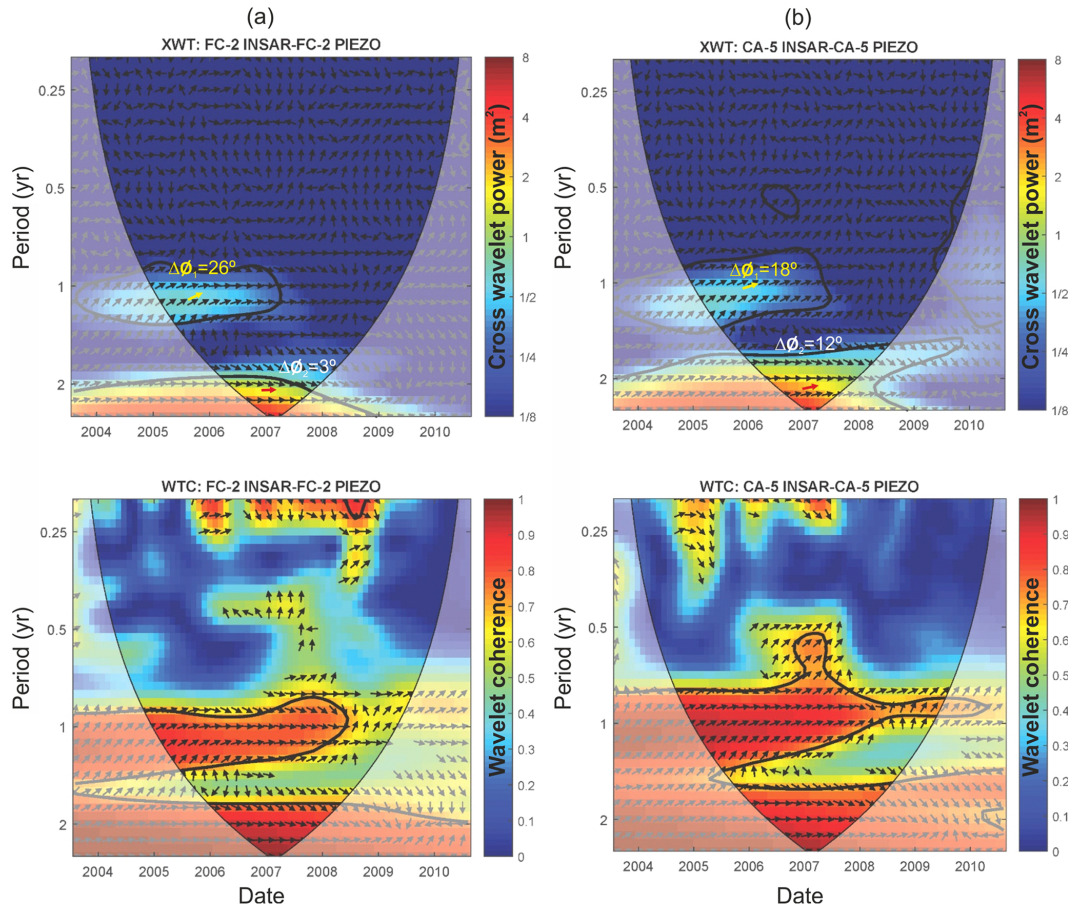 (a)
XWT: FC-2 INSAR-FC-2 PIEZO
Period (yr)
0.25
0.5
1
2
Δø₁=26º
Δø₂=3º
2004 2005 2006 2007 2008 2009 2010
8
4
2
1
1/2
1/4
1/8
Cross wavelet power (m²)
(b)
XWT: CA-5 INSAR-CA-5 PIEZO
Period (yr)
0.25
0.5
1
2
Δø₁=18º
Δø₂=12º
2004 2005 2006 2007 2008 2009 2010
8
4
2
1
1/2
1/4
1/8
Cross wavelet power (m²)
WTC: FC-2 INSAR-FC-2 PIEZO
Period (yr)
0.25
0.5
1
2
2004 2005 2006 2007 2008 2009 2010
Date
1
0.9
0.8
0.7
0.6
0.5
0.4
0.3
0.2
0.1
0
Wavelet coherence
WTC: CA-5 INSAR-CA-5 PIEZO
Period (yr)
0.25
0.5
1
2
2004 2005 2006 2007 2008 2009 2010
Date
1
0.9
0.8
0.7
0.6
0.5
0.4
0.3
0.2
0.1
0
Wavelet coherence